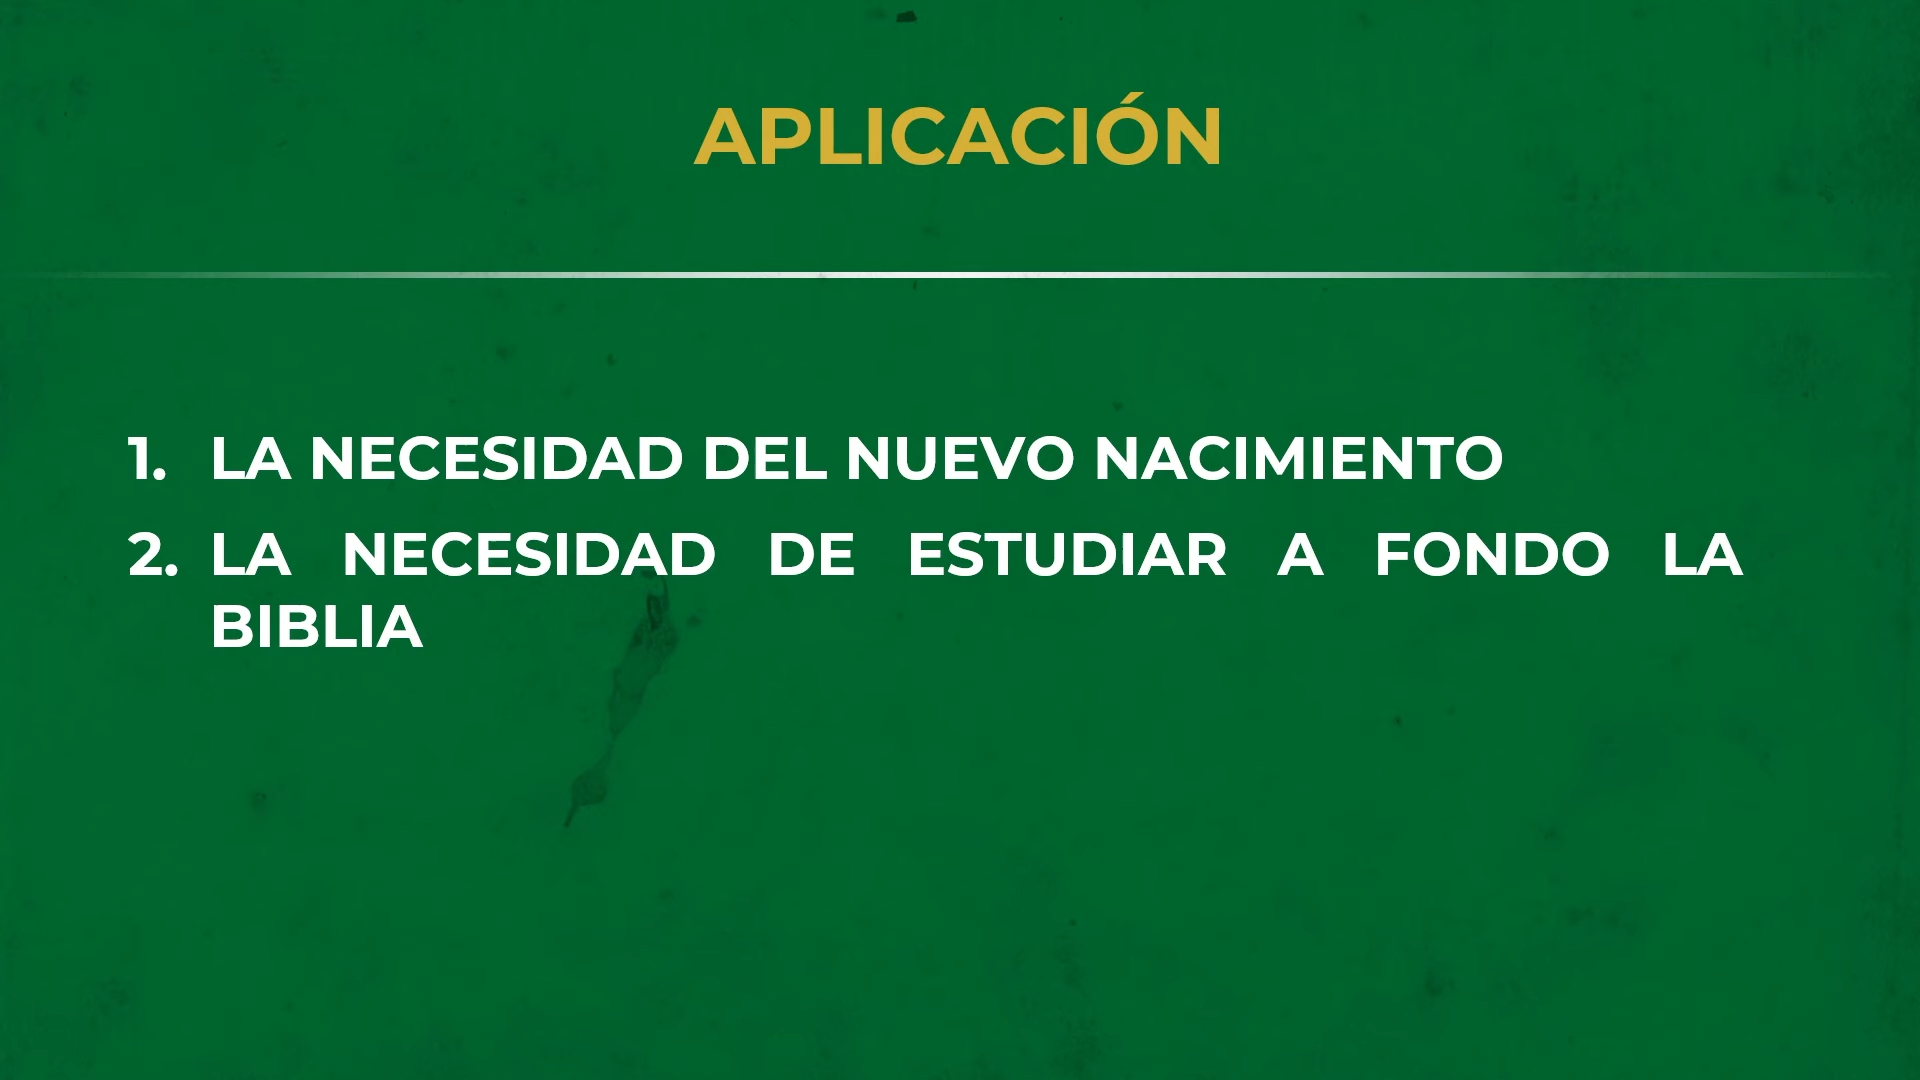 APLICACIÓN
1. LA NECESIDAD DEL NUEVO NACIMIENTO
2. LA NECESIDAD DE ESTUDIAR A FONDO LA
BIBLIA